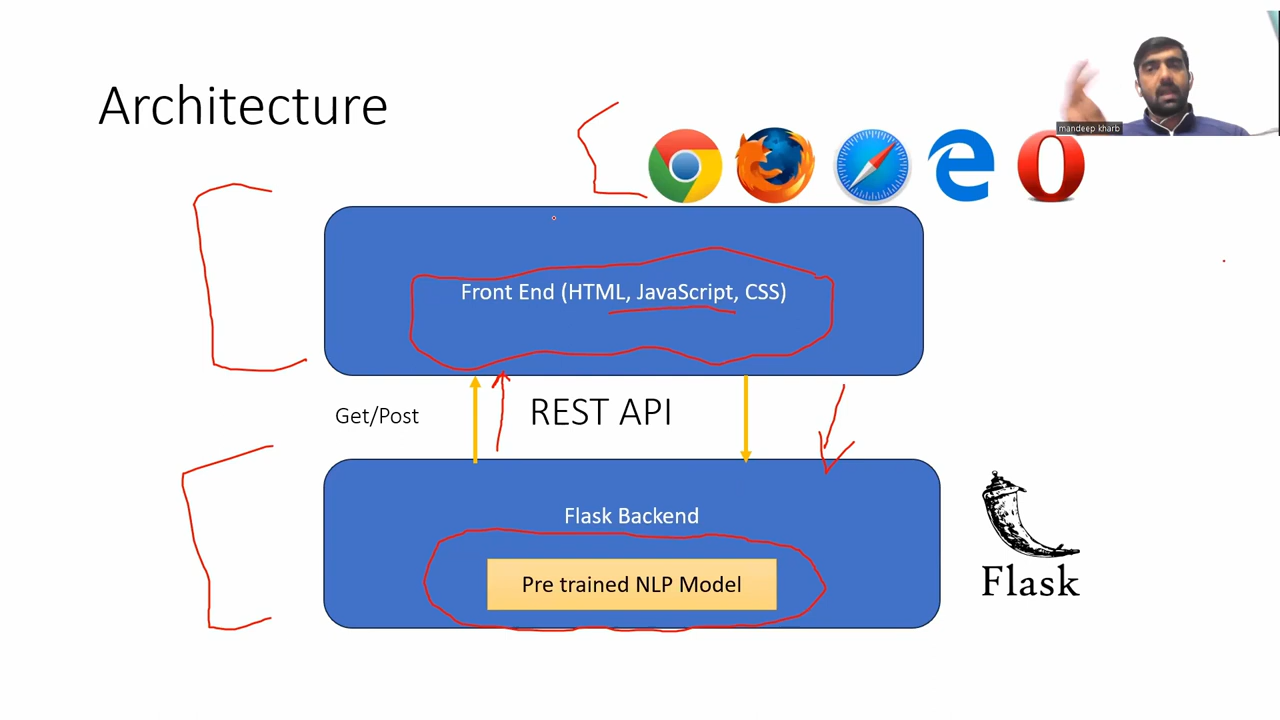 Architecture
mandeep kharb
Front End (HTML, JavaScript, CSS)
Get/Post
REST API
Flask Backend
Pre trained NLP Model
Flask